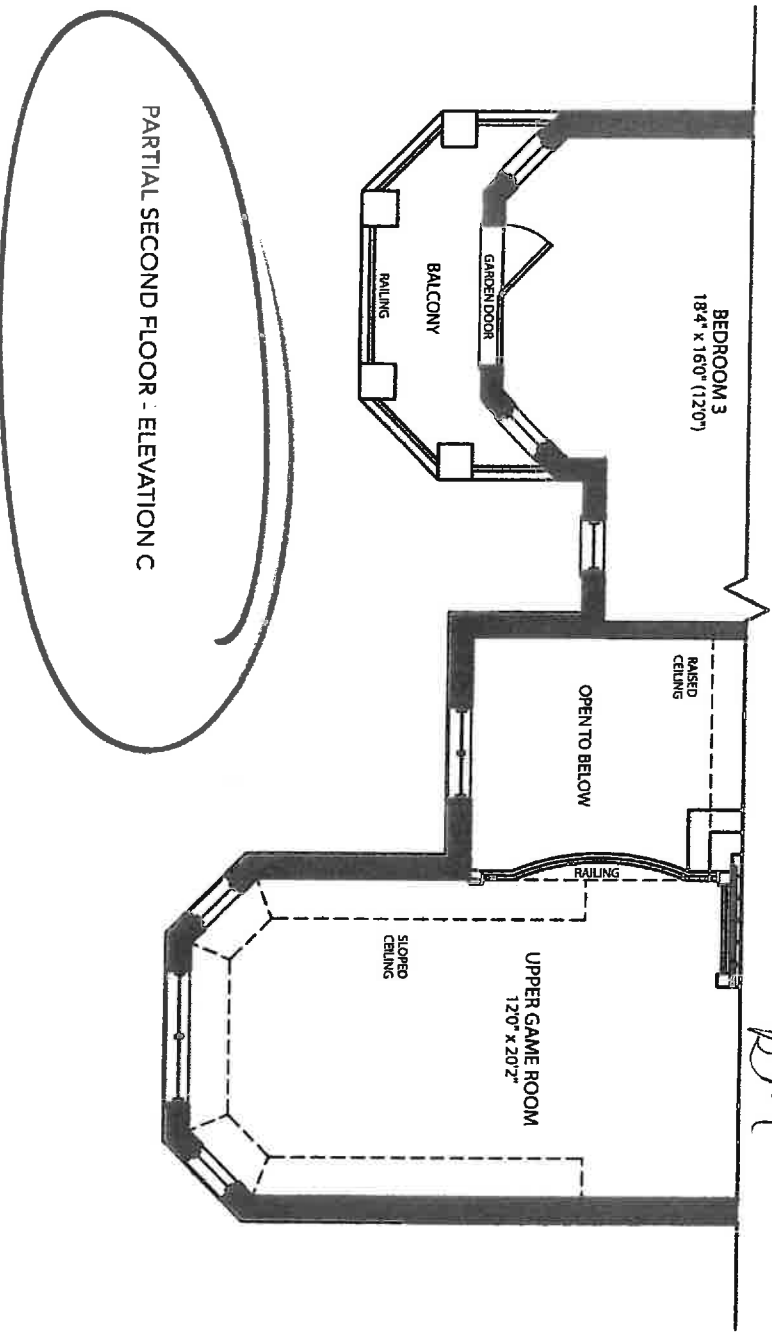 BEDROOM 3
18'4" x 16'0" (12'0")
GARDEN DOOR
BALCONY
RAILING
RAISED
CEILING
OPEN TO BELOW
RAILING
UPPER GAME ROOM
12'0" x 20'2"
SLOPED
CEILING
PARTIAL SECOND FLOOR - ELEVATION C